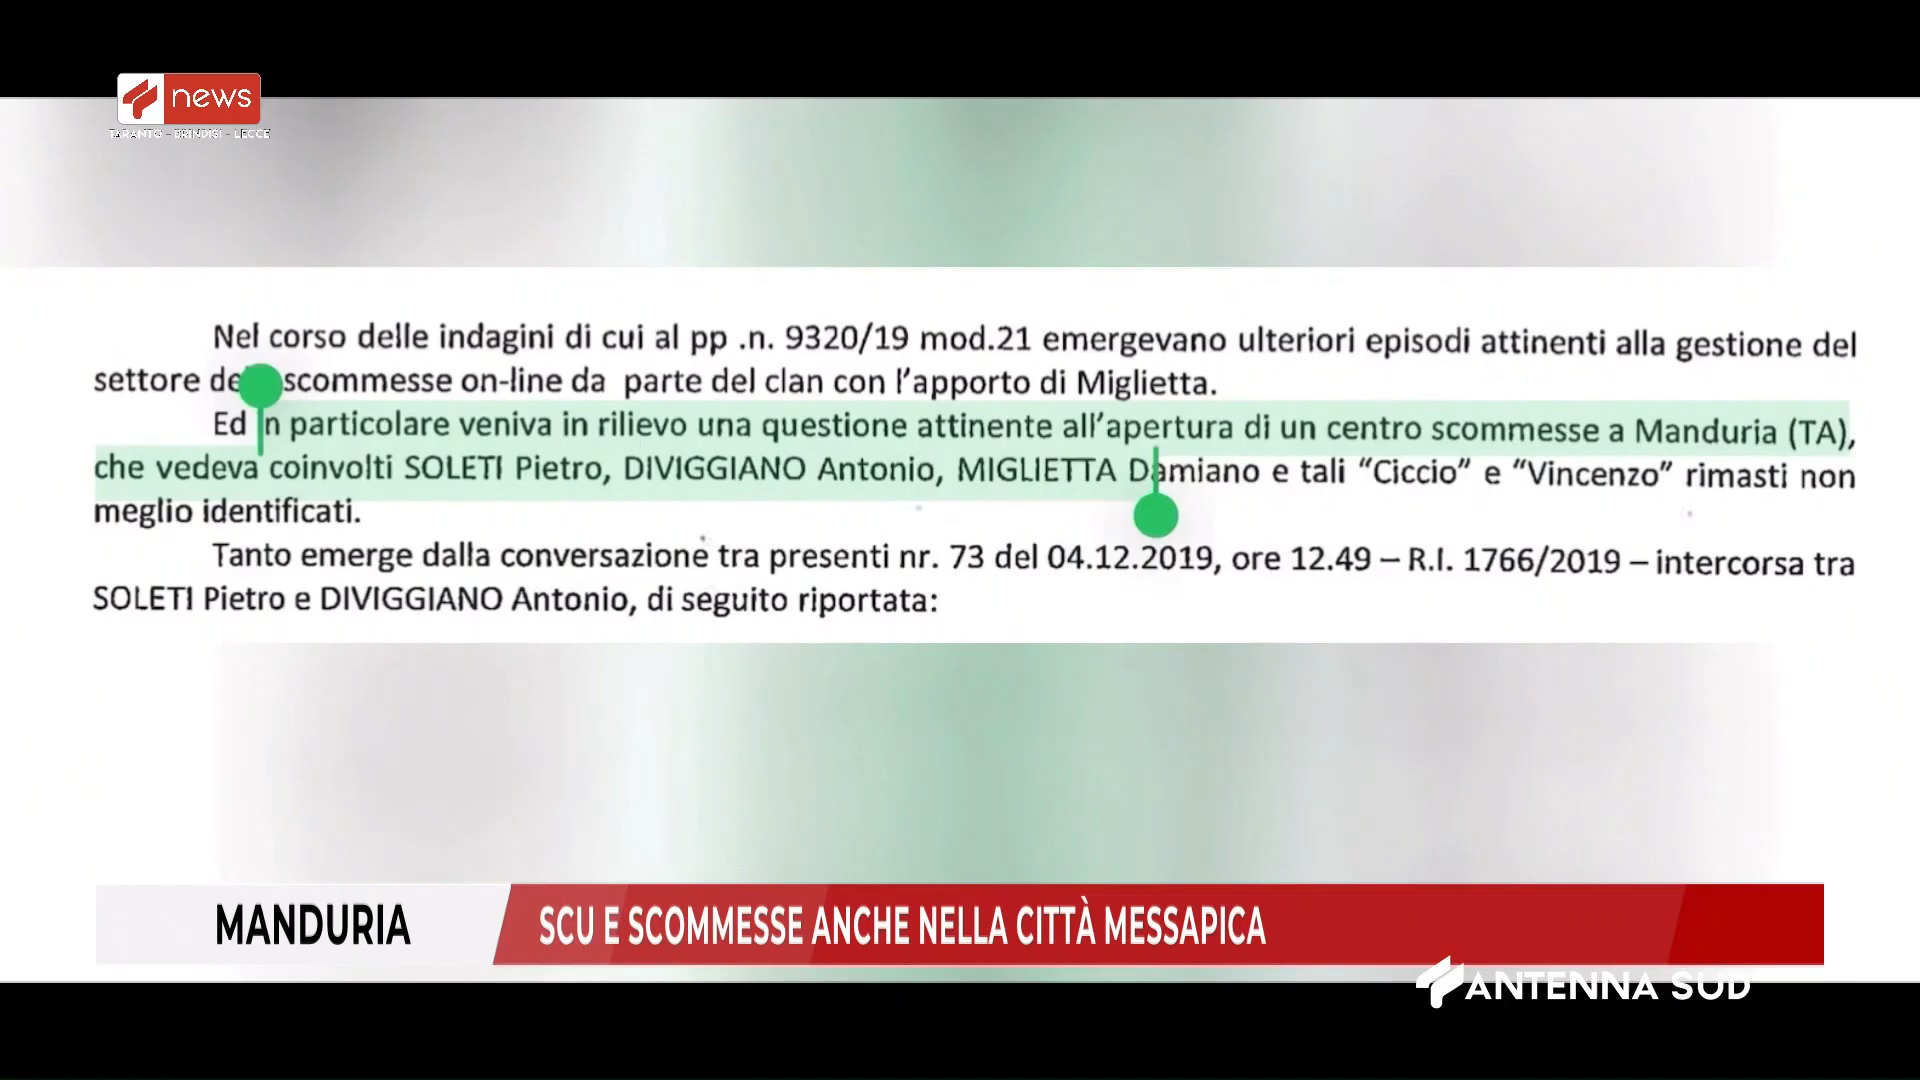 news
TARANTO - BRINDISI - LECCE
Nel corso delle indagini di cui al pp .n. 9320/19 mod.21 emergevano ulteriori episodi attinenti alla gestione del
settore de scommesse on-line da parte del clan con l'apporto di Miglietta.
Ed in particolare veniva in rilievo una questione attinente all'apertura di un centro scommesse a Manduria (TA),
che vedeva coinvolti SOLETI Pietro, DIVIGGIANO Antonio, MIGLIETTA Damiano e tali “Ciccio” e “Vincenzo” rimasti non
meglio identificati.
Tanto emerge dalla conversazione tra presenti nr. 73 del 04.12.2019, ore 12.49 – R.I. 1766/2019 – intercorsa tra
SOLETI Pietro e DIVIGGIANO Antonio, di seguito riportata:
MANDURIA
SCU E SCOMMESSE ANCHE NELLA CITTÀ MESSAPICA
ANTENNA SUD